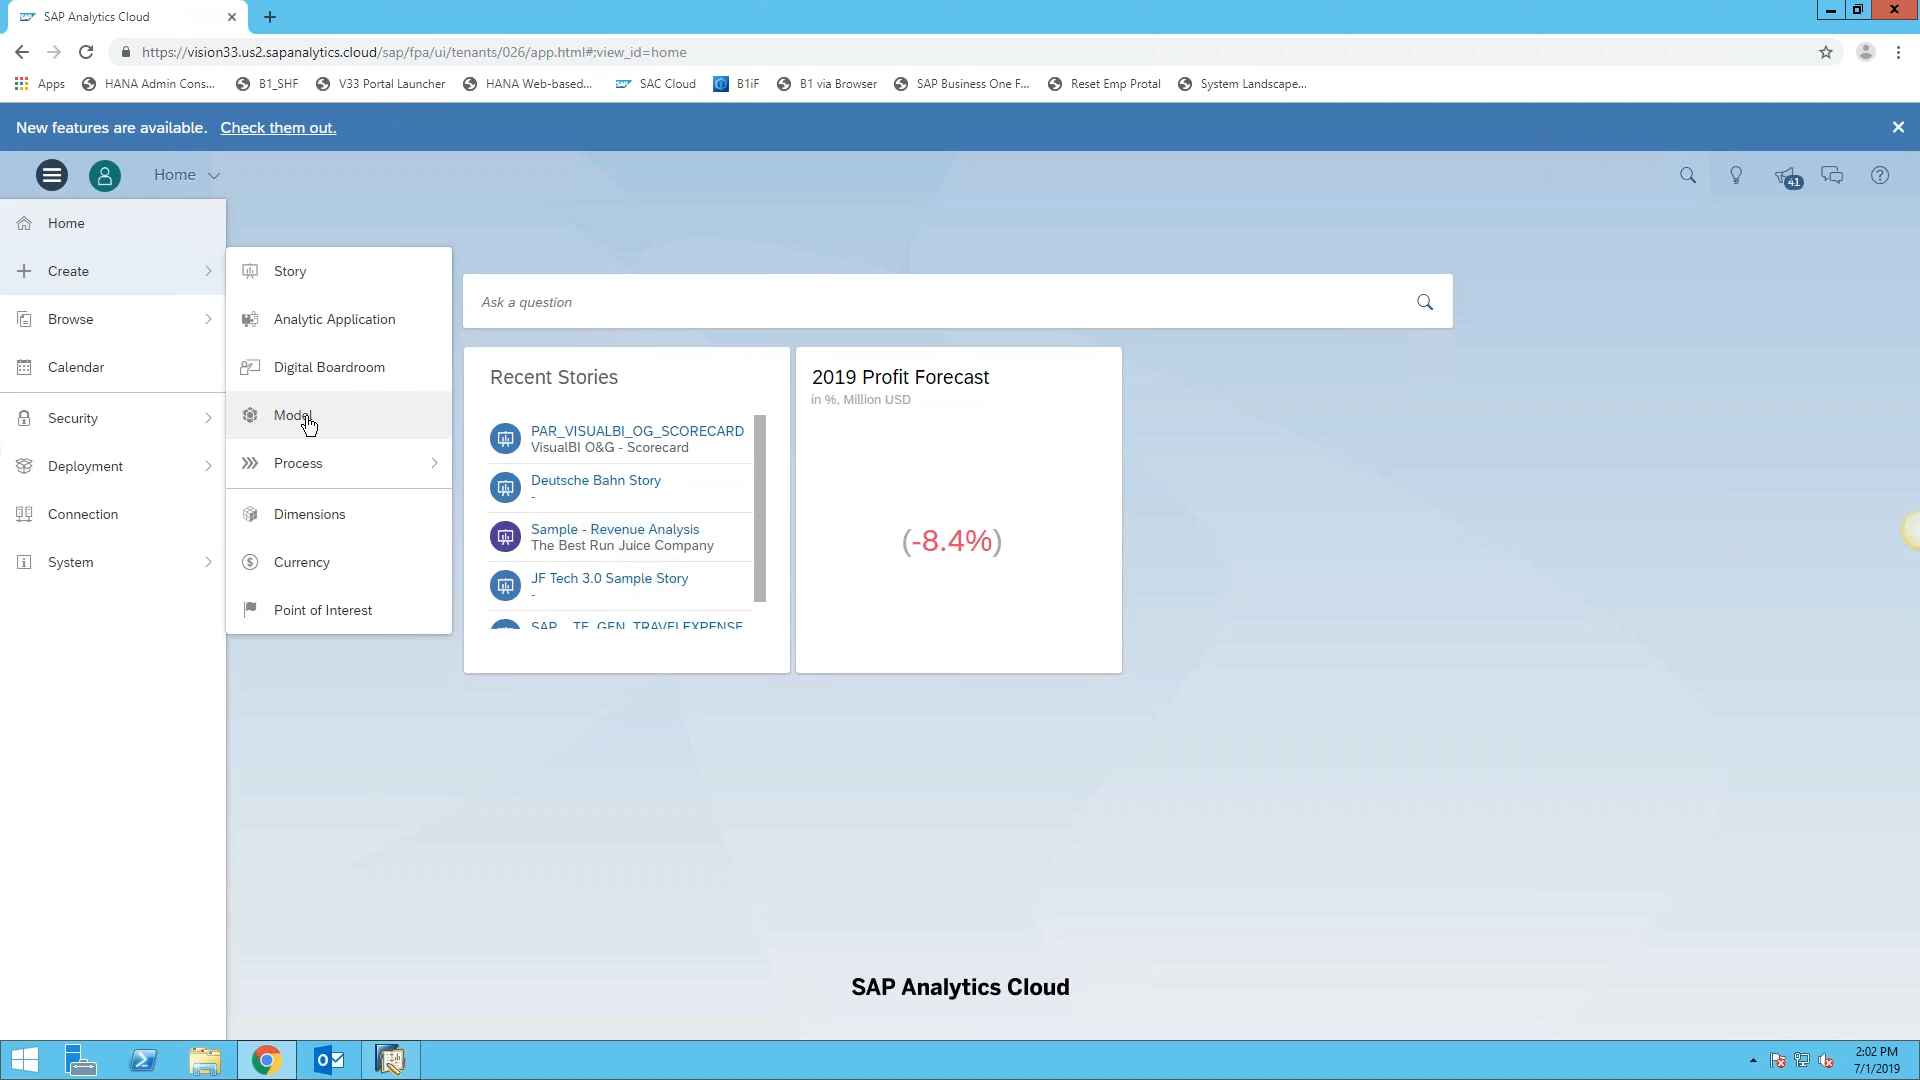 SAP Analytics Cloud
https://vision33.us2.sapanalytics.cloud/sap/fpa/ui/tenants/026/app.html#;view_id=home
Apps HANA Admin Cons... B1_SHF V33 Portal Launcher HANA Web-based... SAC Cloud B1iF B1 via Browser SAP Business One F... Reset Emp Protal System Landscape...
New features are available. Check them out.
Home
41
Home
Create
Browse
Calendar
Security
Deployment
Connection
System
Story
Analytic Application
Digital Boardroom
Model
Process
Dimensions
Currency
Point of Interest
Ask a question
Recent Stories
PAR_VISUALBI_OG_SCORECARD
VisualBI O&G - Scorecard
Deutsche Bahn Story
-
Sample - Revenue Analysis
The Best Run Juice Company
JF Tech 3.0 Sample Story
-
SAP__TE_GEN_TRAVELEXPENSE
2019 Profit Forecast
in %, Million USD
(-8.4%)
SAP Analytics Cloud
2:02 PM
7/1/2019